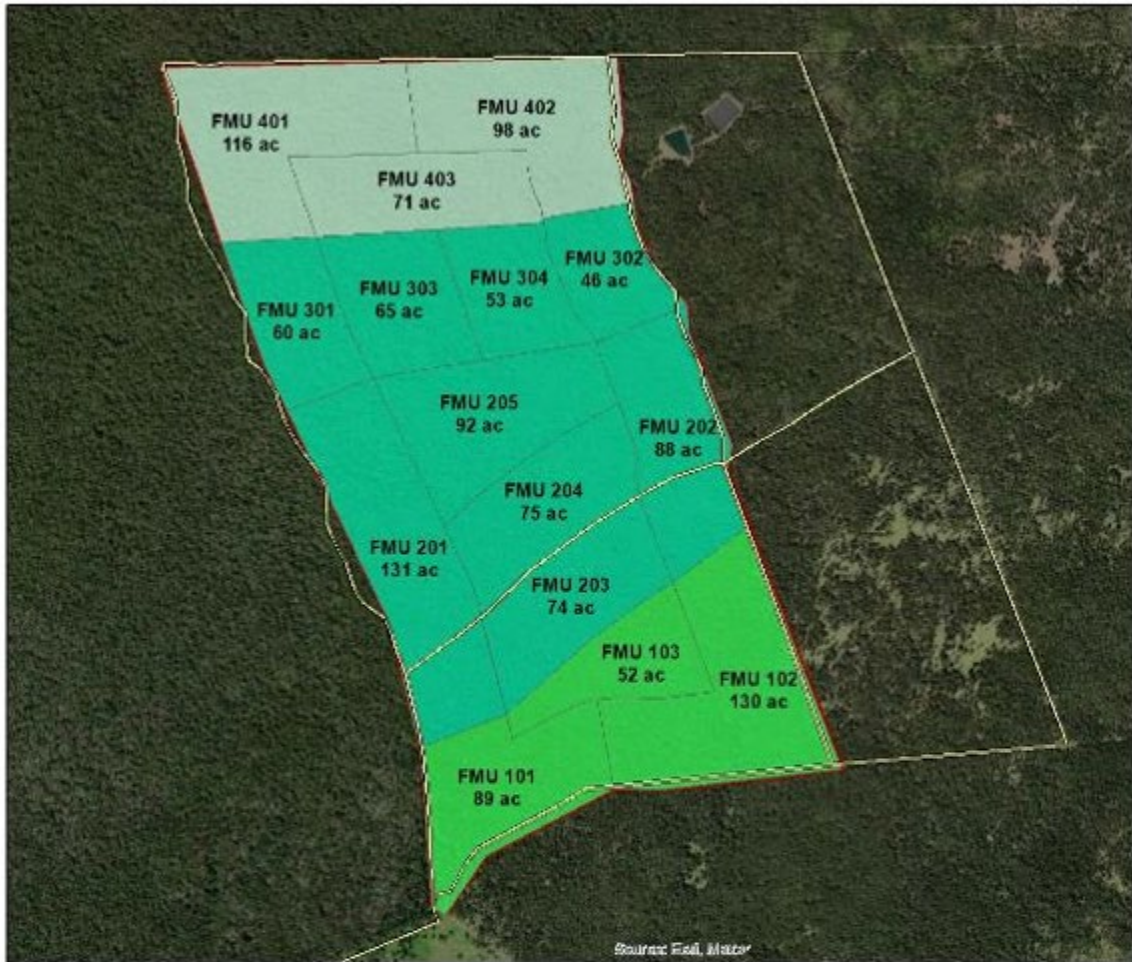 FMU 401
116 ac
FMU 402
98 ac
FMU 403
71 ac
FMU 301
60 ac
FMU 303
65 ac
FMU 304
53 ac
FMU 302
46 ac
FMU 205
92 ac
FMU 202
88 ac
FMU 204
75 ac
FMU 201
131 ac
FMU 203
74 ac
FMU 103
52 ac
FMU 102
130 ac
FMU 101
89 ac
Source: Esri, Maxar